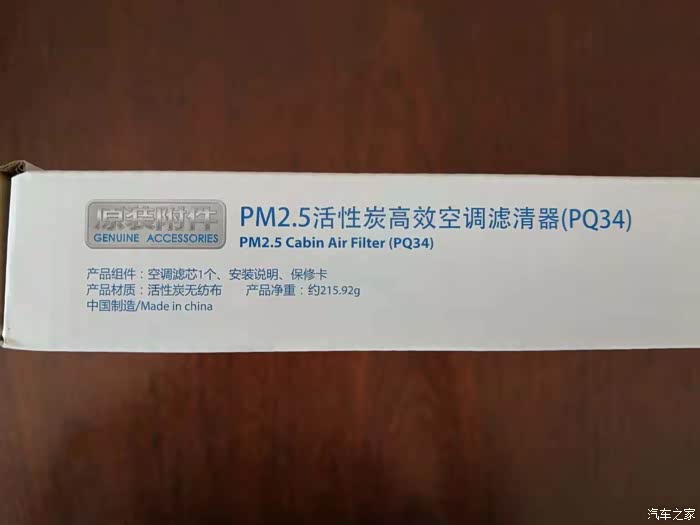 原装附件
GENUINE ACCESSORIES
PM2.5活性炭高效空调滤清器(PQ34)
PM2.5 Cabin Air Filter (PQ34)
产品组件：空调滤芯1个、安装说明、保修卡
产品材质：活性炭无纺布 产品净重：约215.92g
中国制造/Made in china
汽车之家